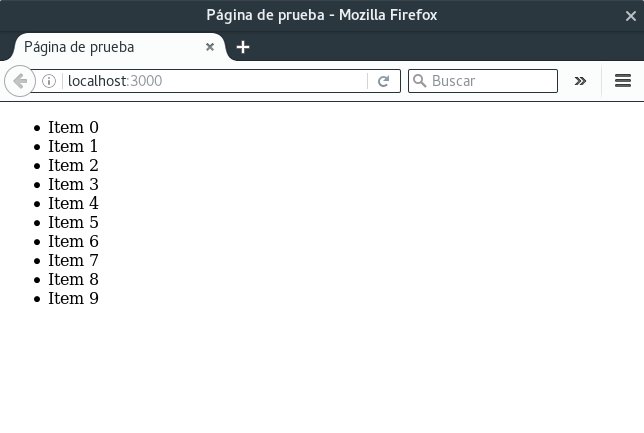 Página de prueba - Mozilla Firefox
Página de prueba
localhost:3000
Buscar
Item 0
Item 1
Item 2
Item 3
Item 4
Item 5
Item 6
Item 7
Item 8
Item 9